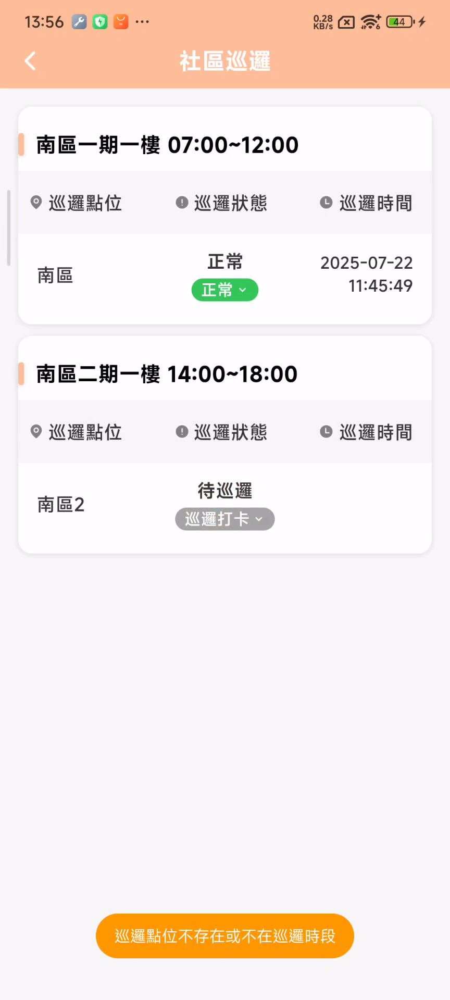 13:56
0.28
KB/s
6
44
社區巡邏
南區一期一樓 07:00~12:00
巡邏點位 巡邏狀態 巡邏時間
南區
正常
正常
2025-07-22
11:45:49
南區二期一樓 14:00~18:00
巡邏點位 巡邏狀態 巡邏時間
南區2
待巡邏
巡邏打卡
巡邏點位不存在或不在巡邏時段